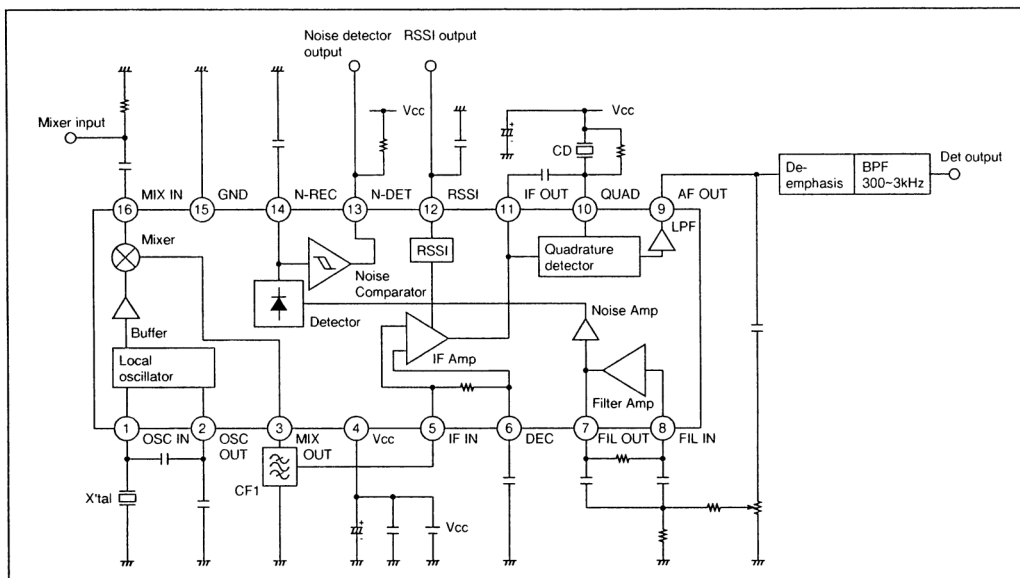 Noise detector output
RSSI output
Vcc
Vcc
Mixer input
CD
De-emphasis
BPF 300~3kHz
Det output
MIX IN
GND
N-REC
N-DET
RSSI
IF OUT
QUAD
AF OUT
16
15
14
13
12
11
10
9
Mixer
RSSI
Quadrature detector
LPF
Noise Comparator
Detector
Buffer
IF Amp
Noise Amp
Local oscillator
Filter Amp
1
2
3
4
5
6
7
8
OSC IN
OSC OUT
MIX OUT
Vcc
IF IN
DEC
FIL OUT
FIL IN
CF1
X'tal
Vcc